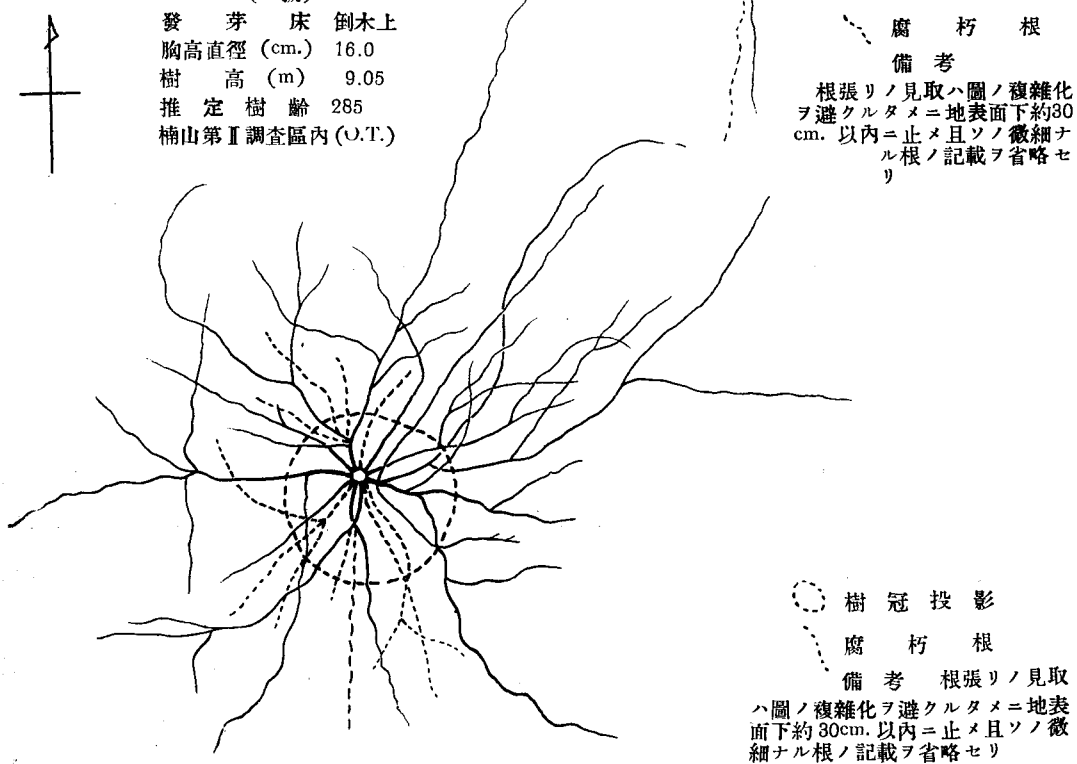 發芽床 倒木上
胸高直徑 (cm.) 16.0
樹高 (m) 9.05
推定樹齡 285
楠山第Ⅱ調査區内 (O.T.)
腐朽根
備考
根張リノ見取ハ圖ノ複雜化
ヲ避クルタメニ地表面下約30
cm. 以内ニ止メ且ソノ微細ナ
ル根ノ記載ヲ省略セ
リ
樹冠投影
腐朽根
備考 根張リノ見取
ハ圖ノ複雜化ヲ避クルタメニ地表
面下約30cm. 以内ニ止メ且ソノ微
細ナル根ノ記載ヲ省略セリ